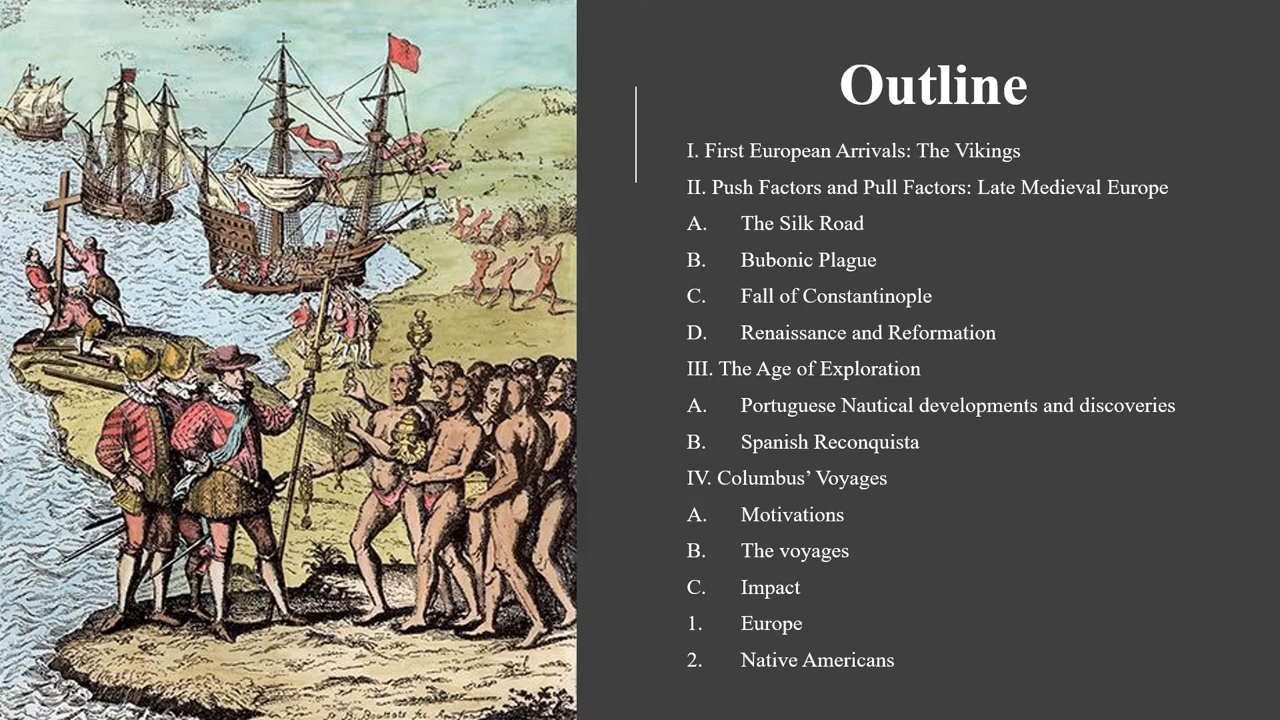 Outline
I. First European Arrivals: The Vikings
II. Push Factors and Pull Factors: Late Medieval Europe
A. The Silk Road
B. Bubonic Plague
C. Fall of Constantinople
D. Renaissance and Reformation
III. The Age of Exploration
A. Portuguese Nautical developments and discoveries
B. Spanish Reconquista
IV. Columbus’ Voyages
A. Motivations
B. The voyages
C. Impact
1. Europe
2. Native Americans